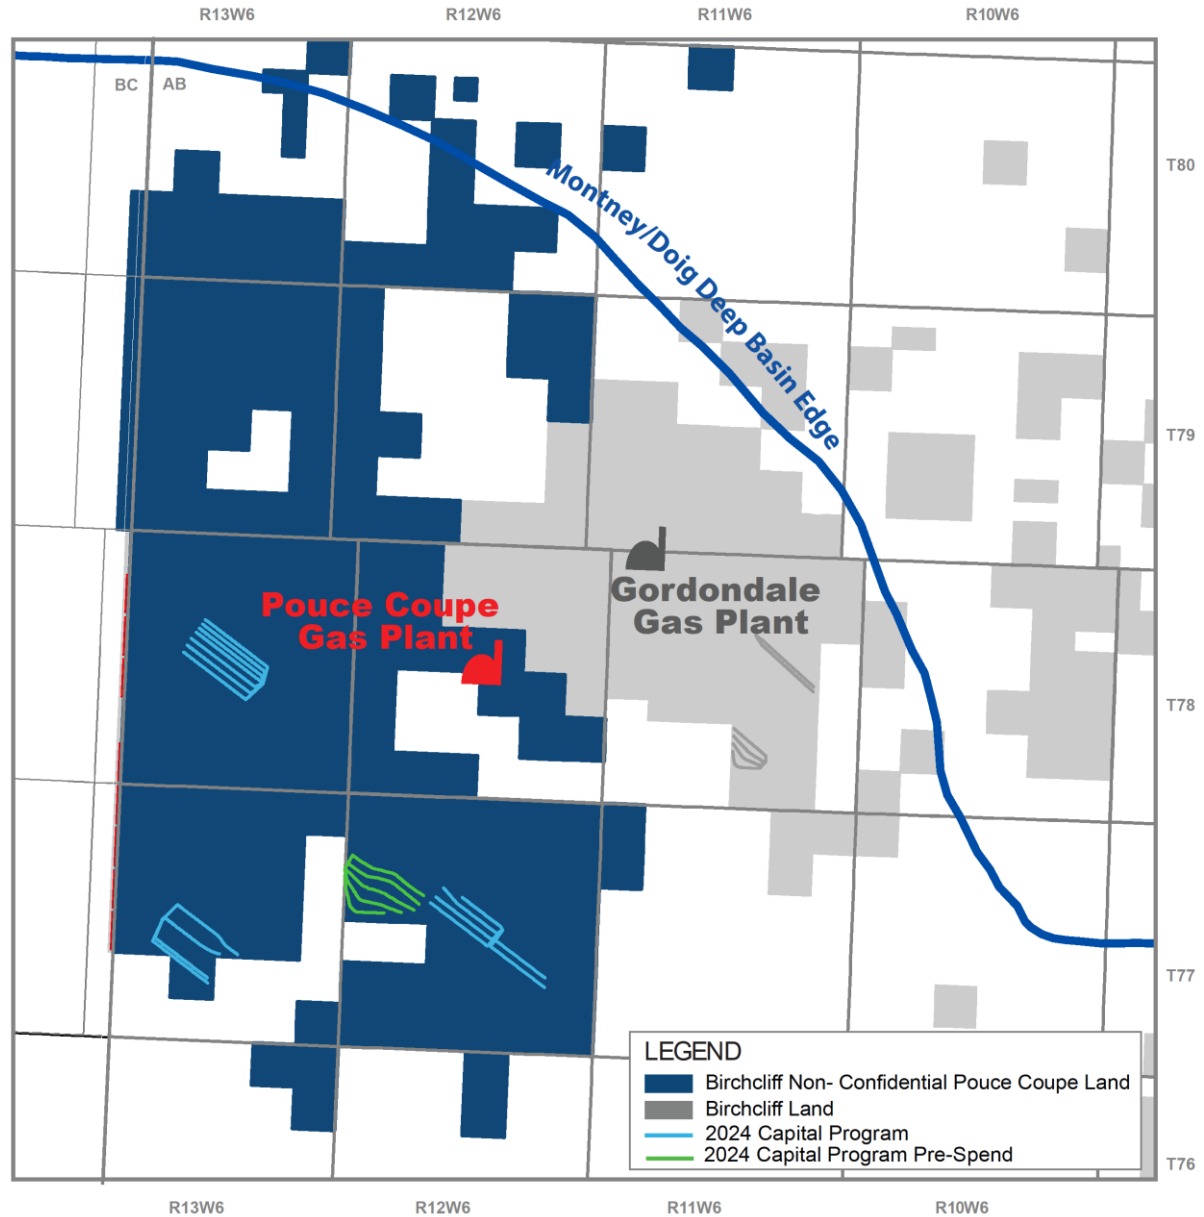 R13W6 R12W6 R11W6 R10W6
BC AB
T80
Montney/Doig Deep Basin Edge
T79
Gordondale
Gas Plant
Pouce Coupe
Gas Plant
T78
T77
LEGEND
Birchcliff Non- Confidential Pouce Coupe Land
Birchcliff Land
2024 Capital Program
2024 Capital Program Pre-Spend
T76
R13W6 R12W6 R11W6 R10W6